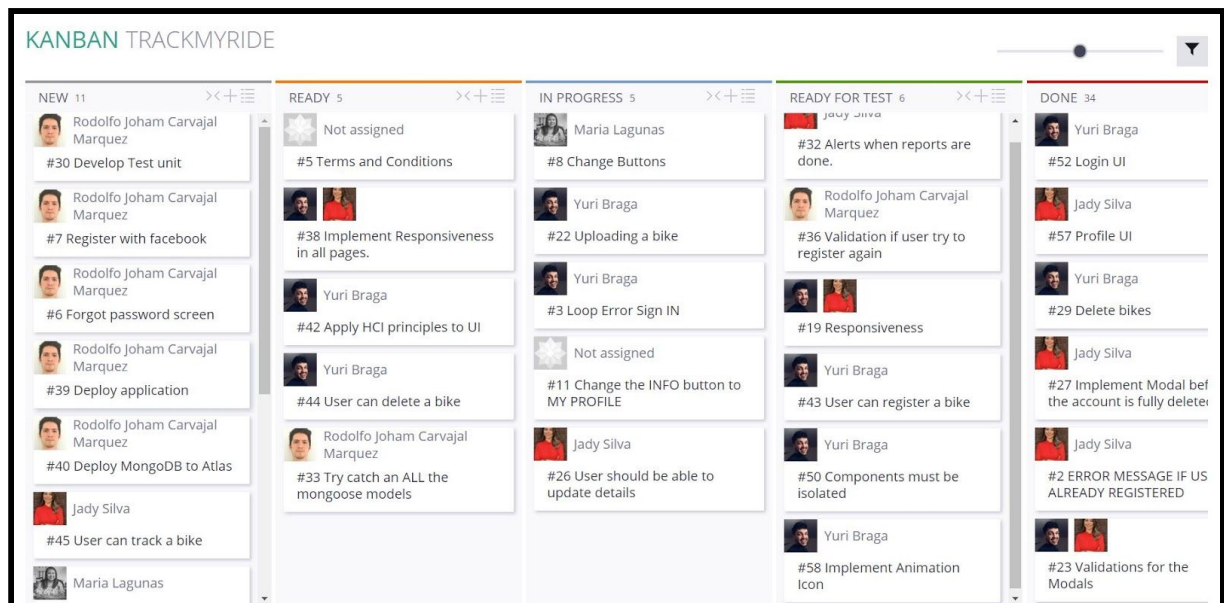 KANBAN TRACKMYRIDE
NEW 11
Rodolfo Joham Carvajal
Marquez
#30 Develop Test unit
Rodolfo Joham Carvajal
Marquez
#7 Register with facebook
Rodolfo Joham Carvajal
Marquez
#6 Forgot password screen
Rodolfo Joham Carvajal
Marquez
#39 Deploy application
Rodolfo Joham Carvajal
Marquez
#40 Deploy MongoDB to Atlas
Jady Silva
#45 User can track a bike
Maria Lagunas
READY 5
Not assigned
#5 Terms and Conditions
#38 Implement Responsiveness
in all pages.
Yuri Braga
#42 Apply HCI principles to UI
Yuri Braga
#44 User can delete a bike
Rodolfo Joham Carvajal
Marquez
#33 Try catch an ALL the
mongoose models
IN PROGRESS 5
Maria Lagunas
#8 Change Buttons
Yuri Braga
#22 Uploading a bike
Yuri Braga
#3 Loop Error Sign IN
Not assigned
#11 Change the INFO button to
MY PROFILE
Jady Silva
#26 User should be able to
update details
READY FOR TEST 6
Jady Silva
#32 Alerts when reports are
done.
Rodolfo Joham Carvajal
Marquez
#36 Validation if user try to
register again
#19 Responsiveness
Yuri Braga
#43 User can register a bike
Yuri Braga
#50 Components must be
isolated
Yuri Braga
#58 Implement Animation
Icon
DONE 34
Yuri Braga
#52 Login UI
Jady Silva
#57 Profile UI
Yuri Braga
#29 Delete bikes
Jady Silva
#27 Implement Modal bef
the account is fully delete
Jady Silva
#2 ERROR MESSAGE IF US
ALREADY REGISTERED
#23 Validations for the
Modals